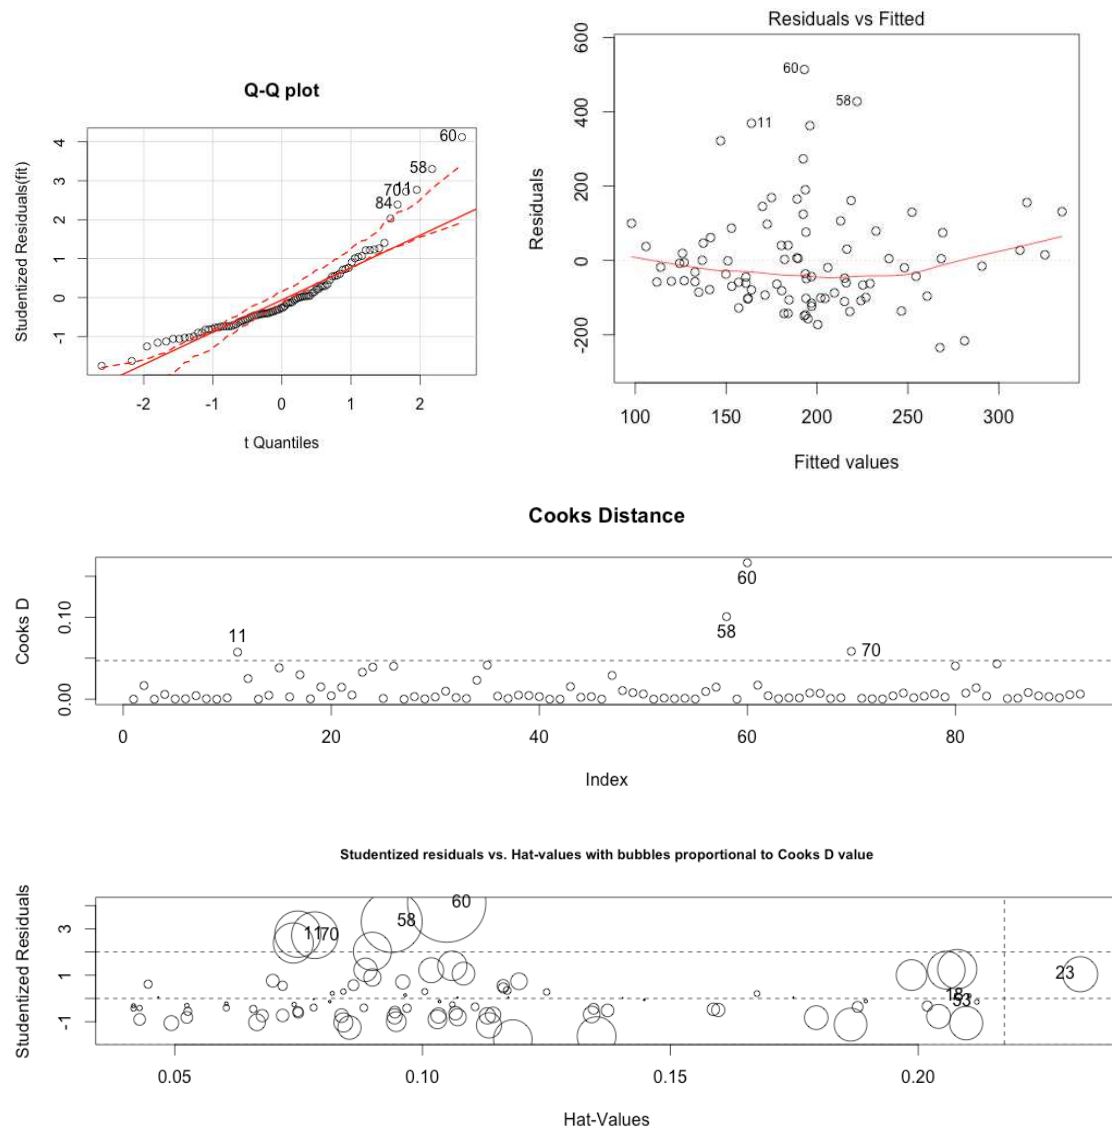 Q-Q plot
Studentized Residuals(fit)
4
3
2
1
0
-1
60
58
7011
84
-2 -1 0 1 2
t Quantiles
Residuals vs Fitted
Residuals
600
400
200
0
-200
60
58
11
100 150 200 250 300
Fitted values
Cooks Distance
Cooks D
0.10
0.00
11
60
58
70
0 20 40 60 80
Index
Studentized residuals vs. Hat-values with bubbles proportional to Cooks D value
Studentized Residuals
3
1
-1
60
58
11
70
23
53
0.05 0.10 0.15 0.20
Hat-Values